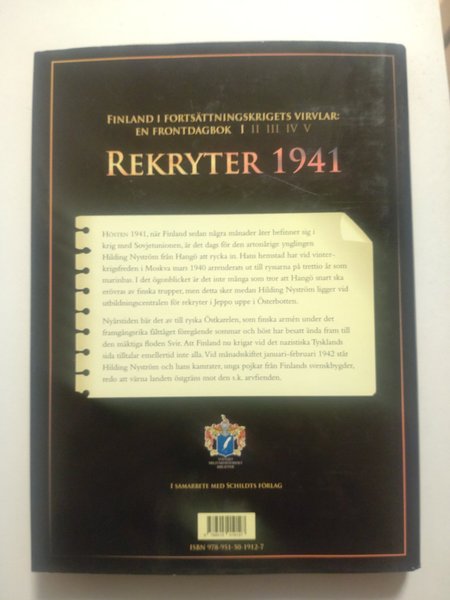 FINLAND I FORTSÄTTNINGSKRIGETS VIRVLAR:
EN FRONTDAGBOK I II III IV V
REKRYTER 1941
HÖSTEN 1941, när Finland sedan några månader åter befinner sig i
krig med Sovjetunionen, är det dags för den artonårige ynglingen
Hilding Nyström från Hangö att rycka in. Hans hemstad har vid vinter-
krigsfreden i Moskva mars 1940 arrenderats ut till ryssarna på trettio år som
marinbas. I det ögonblicket är det inte många som tror att Hangö snart ska
erövras av finska trupper, men detta sker medan Hilding Nyström ligger vid
utbildningscentralen för rekryter i Jeppo uppe i Österbotten.
Nyårstiden bär det av till ryska Östkarelen, som finska armén under det
framgångsrika fälttåget föregående sommar och höst har besatt ända fram till
den mäktiga floden Svir. Att Finland nu krigar vid det nazistiska Tysklands
sida tilltalar emellertid inte alla. Vid månadskiftet januari-februari 1942 står
Hilding Nyström och hans kamrater, unga pojkar från Finlands svenskbygder,
redo att värna landets östgräns mot den s.k. arvfienden.
SVENSKT
MILITÄRHISTORISKT
BIBLIOTEK
I SAMARBETE MED SCHILDTS FÖRLAG
ISBN 978-951-50-1912-7